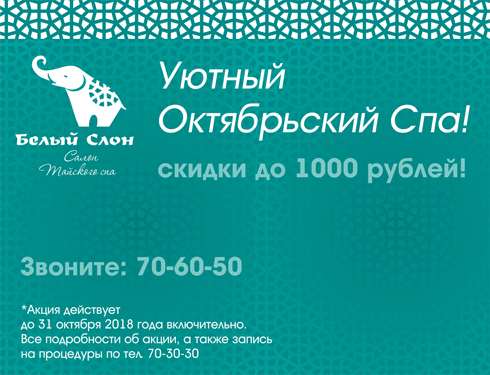 Уютный
Октябрьский Спа!
Белый Слон
Салон
Тайского спа
скидки до 1000 рублей!
Звоните: 70-60-50
*Акция действует
до 31 октября 2018 года включительно.
Все подробности об акции, а также запись
на процедуры по тел. 70-30-30